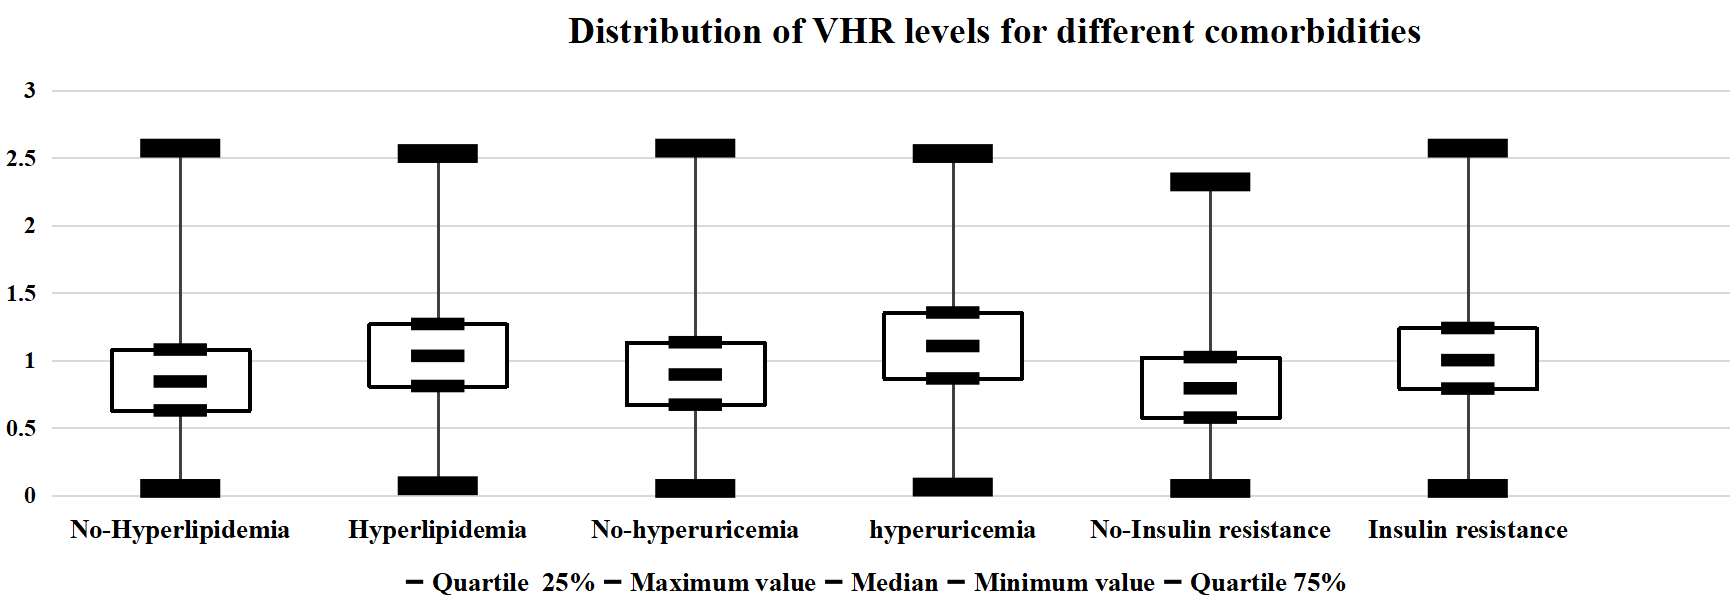 Distribution of VHR levels for different comorbidities
3
2.5
2
1.5
1
0.5
0
No-Hyperlipidemia Hyperlipidemia No-hyperuricemia hyperuricemia No-Insulin resistance Insulin resistance
Quartile 25% Maximum value Median Minimum value Quartile 75%